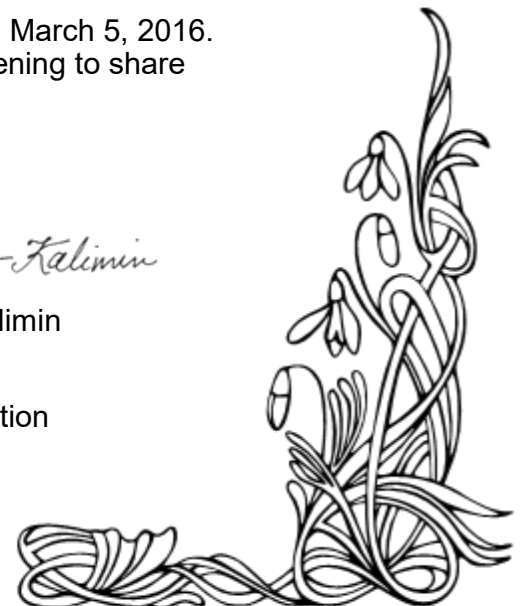 March 5, 2016.
ening to share
-Kalimin
limin
tion